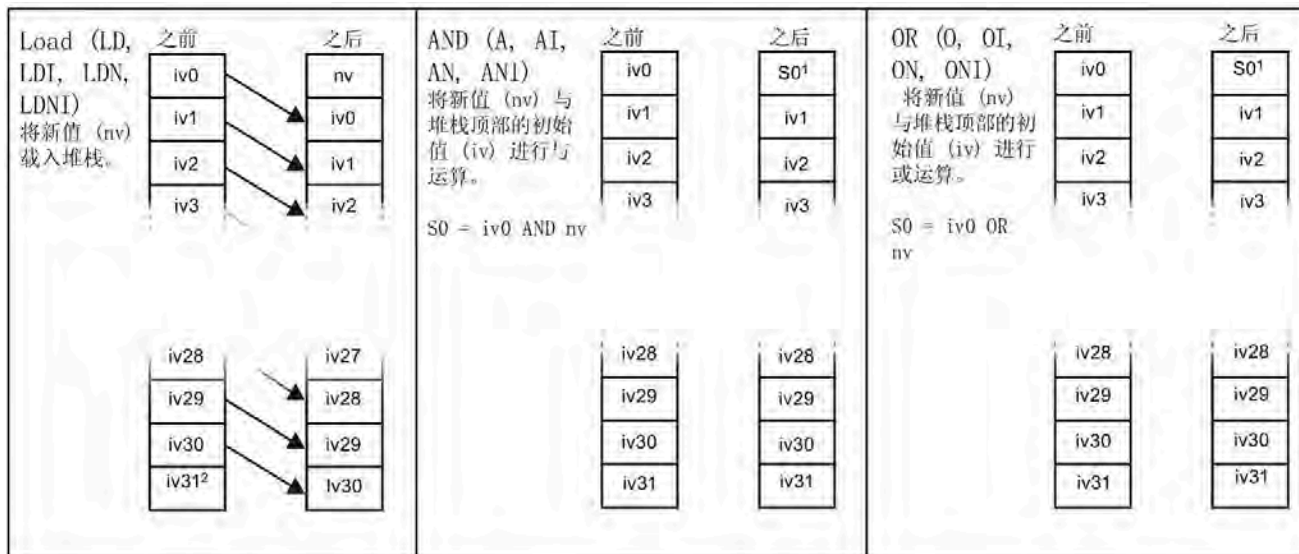 Load (LD,
LDI, LDN,
LDNI)
将新值 (nv)
载入堆栈。
之前
iv0
iv1
iv2
iv3
iv28
iv29
iv30
iv31²
之后
nv
iv0
iv1
iv2
iv27
iv28
iv29
Iv30
AND (A, AI,
AN, ANI)
将新值 (nv) 与
堆栈顶部的初始
值 (iv) 进行与
运算。
S0 = iv0 AND nv
之前
iv0
iv1
iv2
iv3
iv28
iv29
iv30
iv31
之后
S0¹
iv1
iv2
iv3
iv28
iv29
iv30
iv31
OR (O, OI,
ON, ONI)
将新值 (nv)
与堆栈顶部的初
始值 (iv) 进行
或运算。
S0 = iv0 OR
nv
之前
iv0
iv1
iv2
iv3
iv28
iv29
iv30
iv31
之后
S0¹
iv1
iv2
iv3
iv28
iv29
iv30
iv31